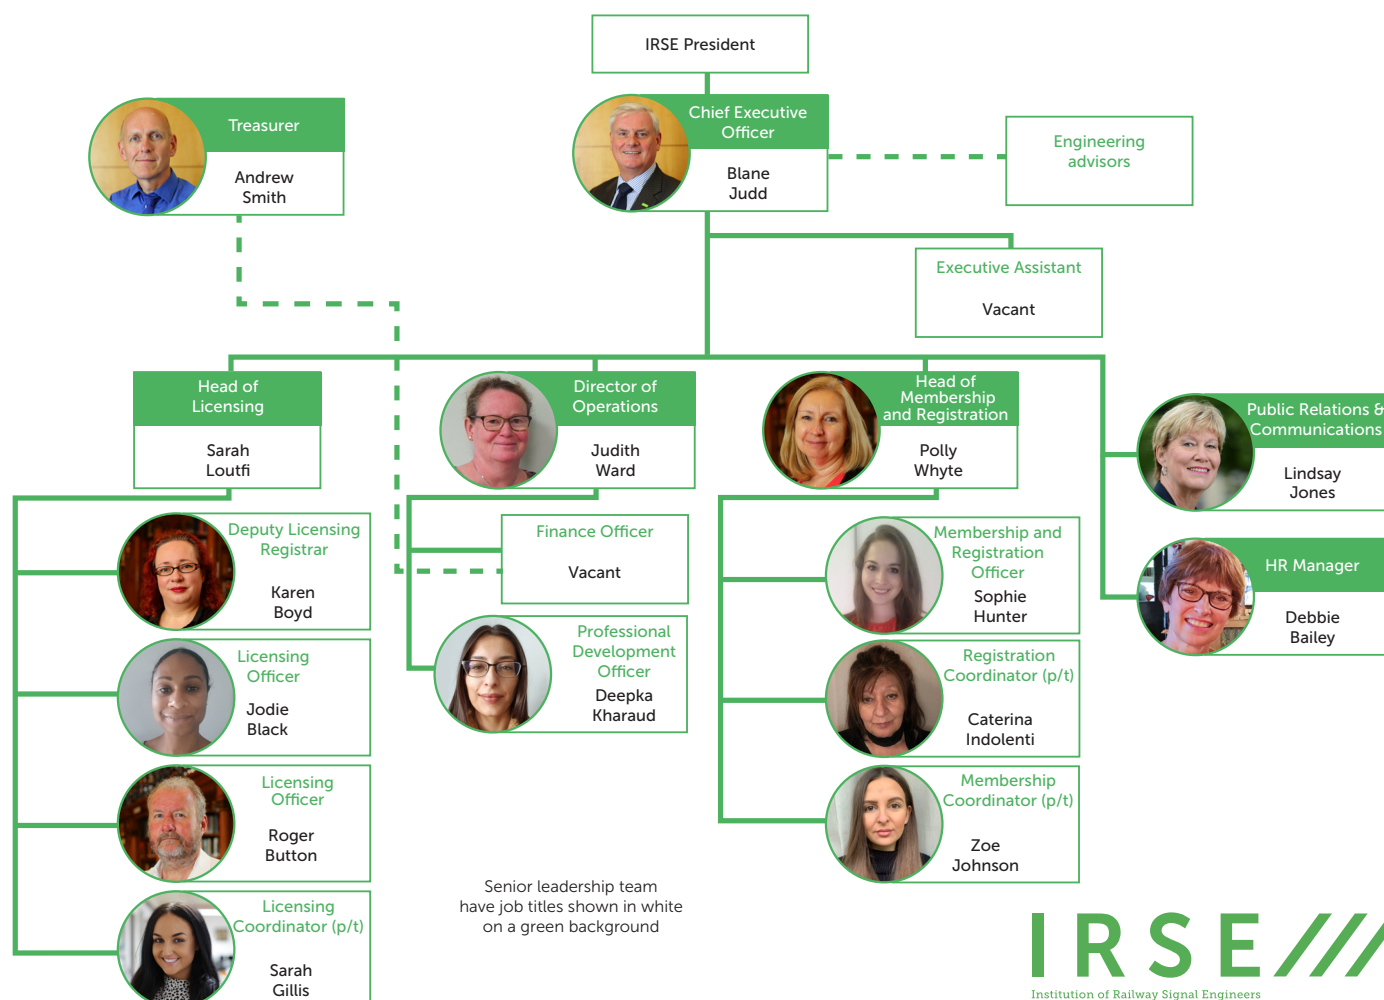 IRSE President
Treasurer
Andrew
Smith
Chief Executive
Officer
Blane
Judd
Engineering
advisors
Executive Assistant
Vacant
Head of
Licensing
Sarah
Loutfi
Director of
Operations
Judith
Ward
Head of
Membership
and Registration
Polly
Whyte
Public Relations &
Communications
Lindsay
Jones
HR Manager
Debbie
Bailey
Deputy Licensing
Registrar
Karen
Boyd
Licensing
Officer
Jodie
Black
Licensing
Officer
Roger
Button
Licensing
Coordinator (p/t)
Sarah
Gillis
Finance Officer
Vacant
Professional
Development
Officer
Deepka
Kharaud
Membership and
Registration
Officer
Sophie
Hunter
Registration
Coordinator (p/t)
Caterina
Indolenti
Membership
Coordinator (p/t)
Zoe
Johnson
Senior leadership team
have job titles shown in white
on a green background
IRSE
Institution of Railway Signal Engineers